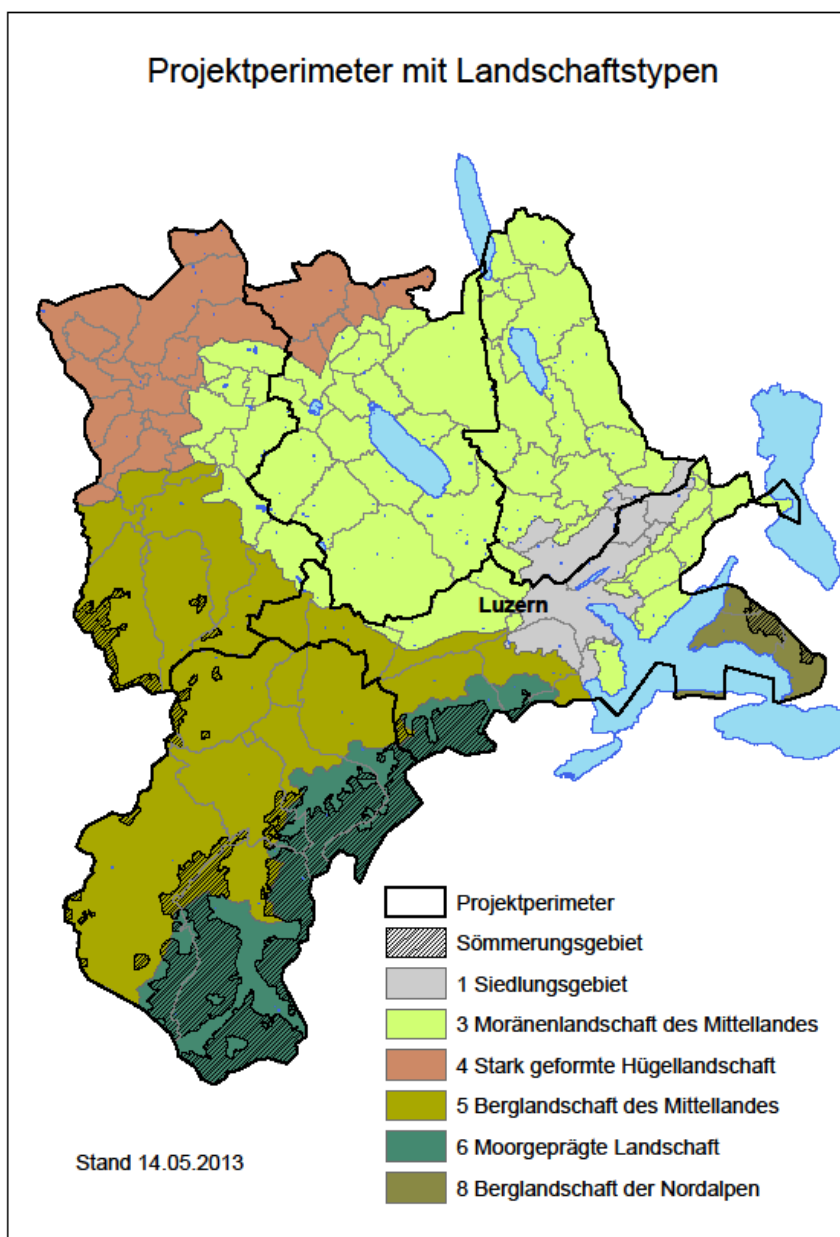 Projektperimeter mit Landschaftstypen
Luzern
Projektperimeter
Sömmerungsgebiet
1 Siedlungsgebiet
3 Moränenlandschaft des Mittellandes
4 Stark geformte Hügellandschaft
5 Berglandschaft des Mittellandes
6 Moorgeprägte Landschaft
8 Berglandschaft der Nordalpen
Stand 14.05.2013